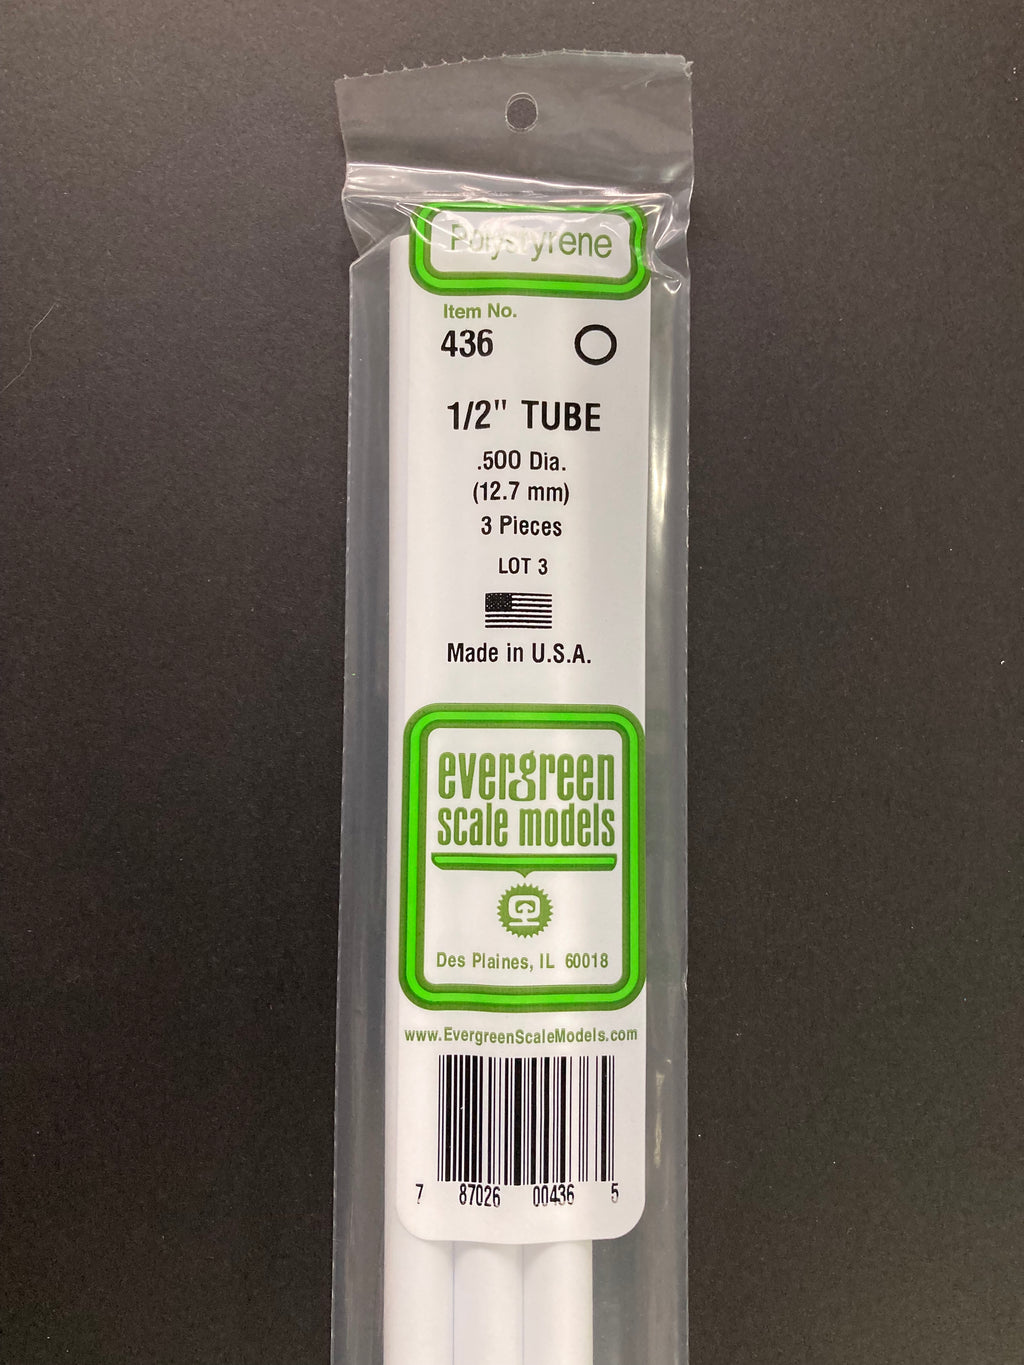 Polystyrene
Item No.
436
1/2" TUBE
.500 Dia.
(12.7 mm)
3 Pieces
LOT 3
Made in U.S.A.
evergreen
scale models
Des Plaines, IL 60018
www.EvergreenScaleModels.com
7 87026 00436 5